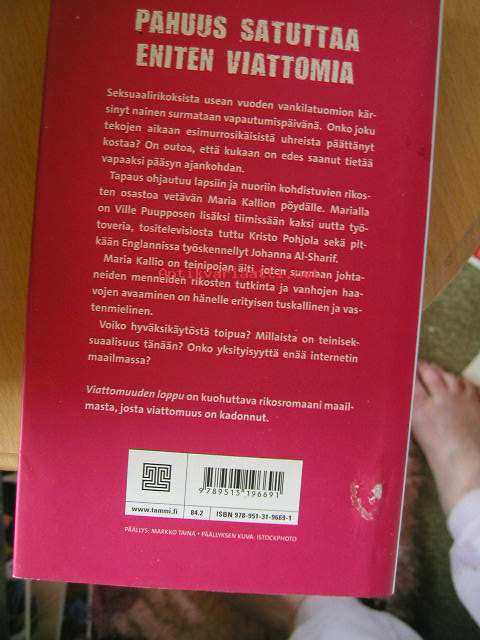 PAHUUS SATUTTAA
ENITEN VIATTOMIA
Seksuaalirikoksista usean vuoden vankilatuomion kär-
sinyt nainen surmataan vapautumispäivänä. Onko joku
tekojen aikaan esimurrosikäisistä uhreista päättänyt
kostaa? On outoa, että kukaan on edes saanut tietää
vapaaksi pääsyn ajankohdan.
Tapaus ohjautuu lapsiin ja nuoriin kohdistuvien rikos-
ten osastoa vetävän Maria Kallion pöydälle. Marialla
on Ville Puupposen lisäksi tiimissään kaksi uutta työ-
toveria, tositelevisiosta tuttu Kristo Pohjola sekä pit-
kään Englannissa työskennellyt Johanna Al-Sharif.
Maria Kallio on teinipojan äiti, joten surmaan johta-
neiden menneiden rikosten tutkinta ja vanhojen haa-
vojen avaaminen on hänelle erityisen tuskallinen ja vas-
tenmielinen.
Voiko hyväksikäytöstä toipua? Millaista on teinisek-
suaalisuus tänään? Onko yksityisyyttä enää internetin
maailmassa?
Viattomuuden loppu on kuohuttava rikosromaani maail-
masta, josta viattomuus on kadonnut.
9789513196691
www.tammi.fi 84.2 ISBN 978-951-31-9669-1
PÄÄLLYS: MARKKO TAINA • PÄÄLLYKSEN KUVA: ISTOCKPHOTO